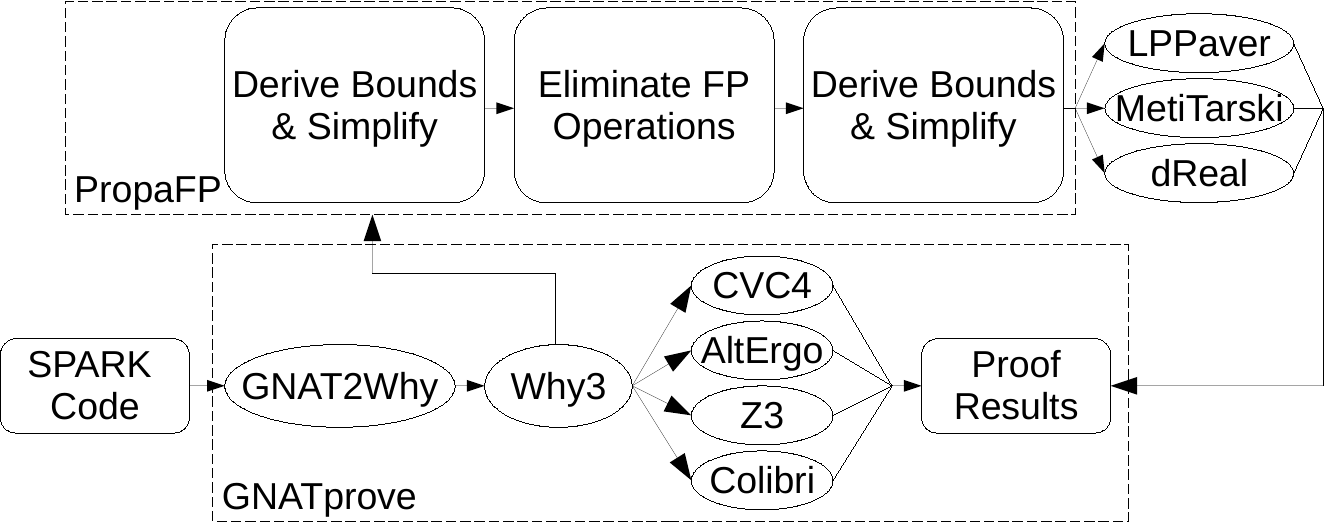 Derive Bounds
& Simplify
Eliminate FP
Operations
Derive Bounds
& Simplify
LPPaver
MetiTarski
dReal
PropaFP
SPARK
Code
GNAT2Why
Why3
CVC4
AltErgo
Z3
Colibri
Proof
Results
GNATprove